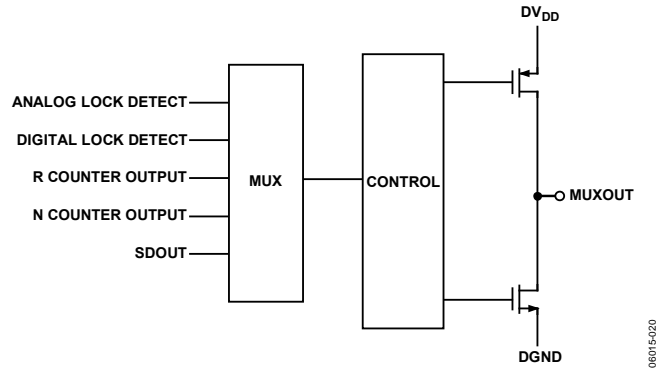 DVDD
ANALOG LOCK DETECT
DIGITAL LOCK DETECT
R COUNTER OUTPUT
MUX
CONTROL
MUXOUT
N COUNTER OUTPUT
SDOUT
DGND
06015-020